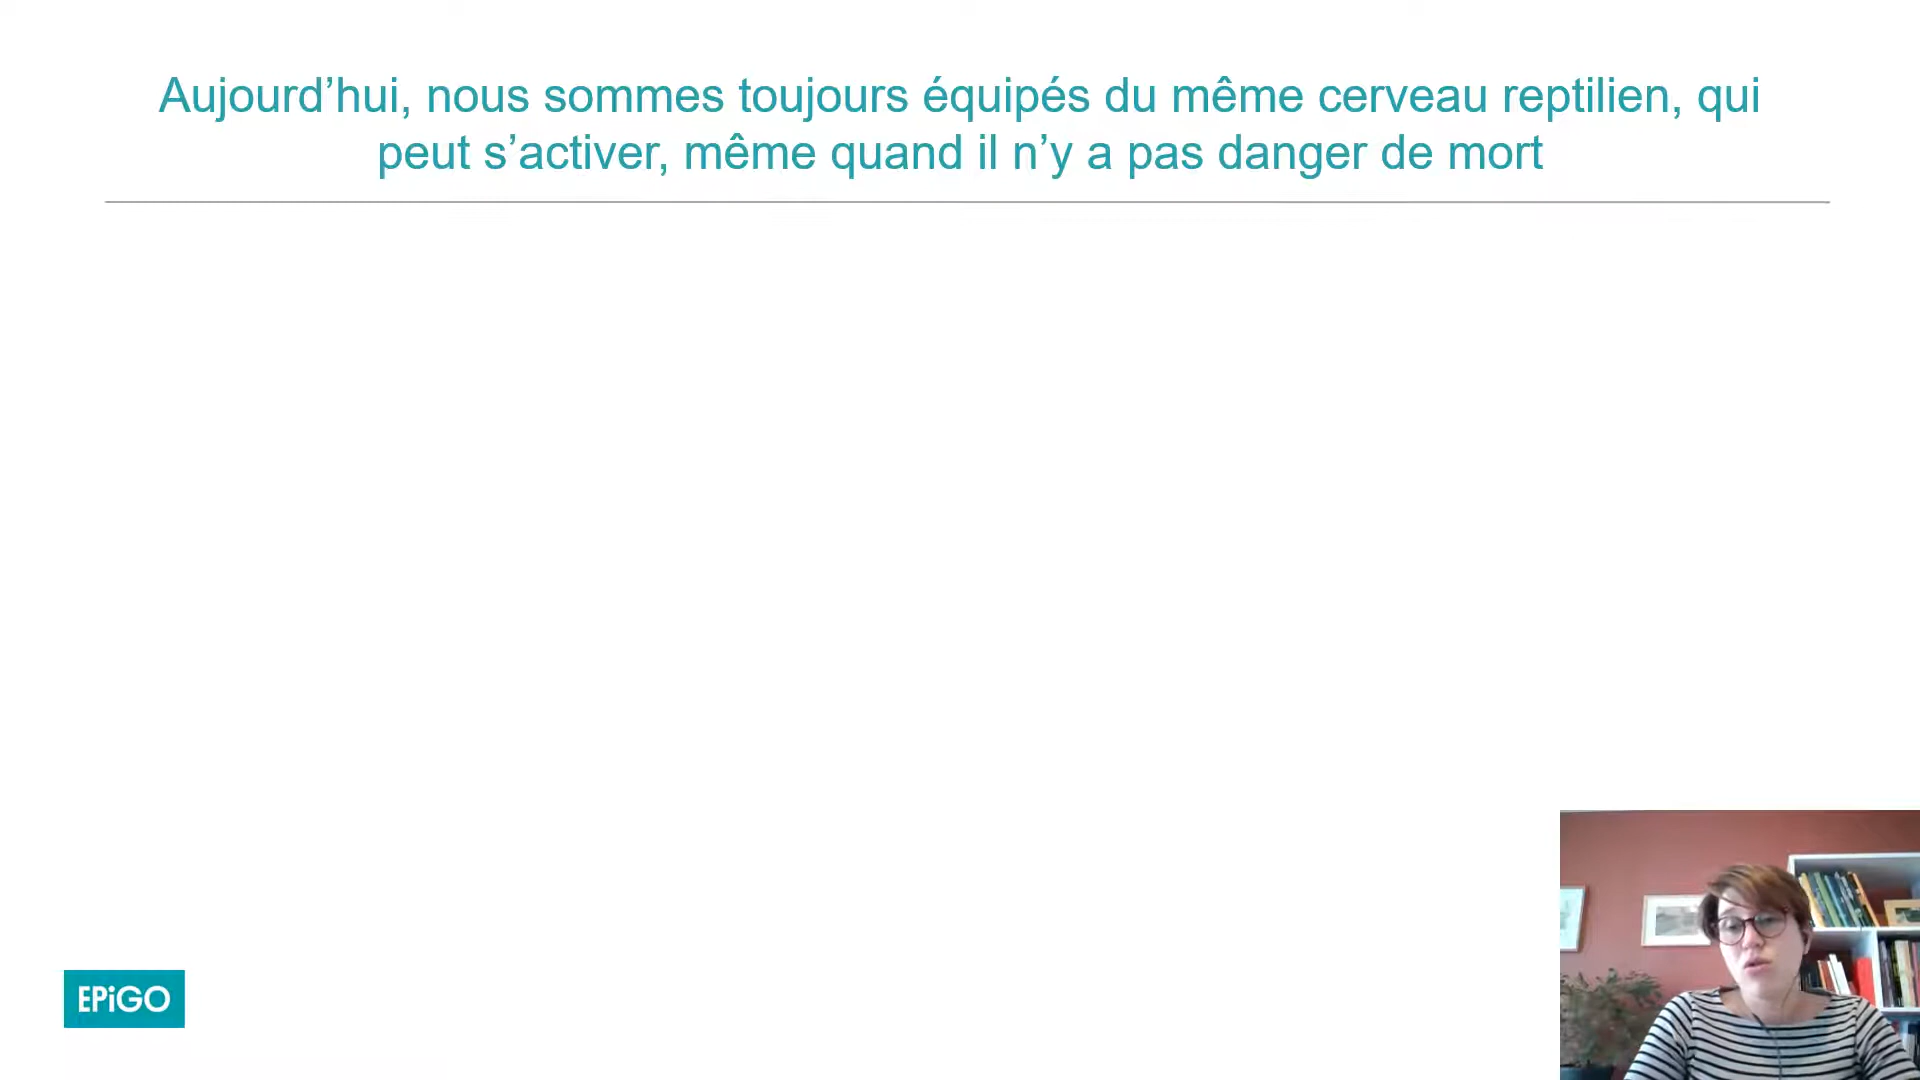 Aujourd’hui, nous sommes toujours équipés du même cerveau reptilien, qui
peut s’activer, même quand il n’y a pas danger de mort
EPiGO